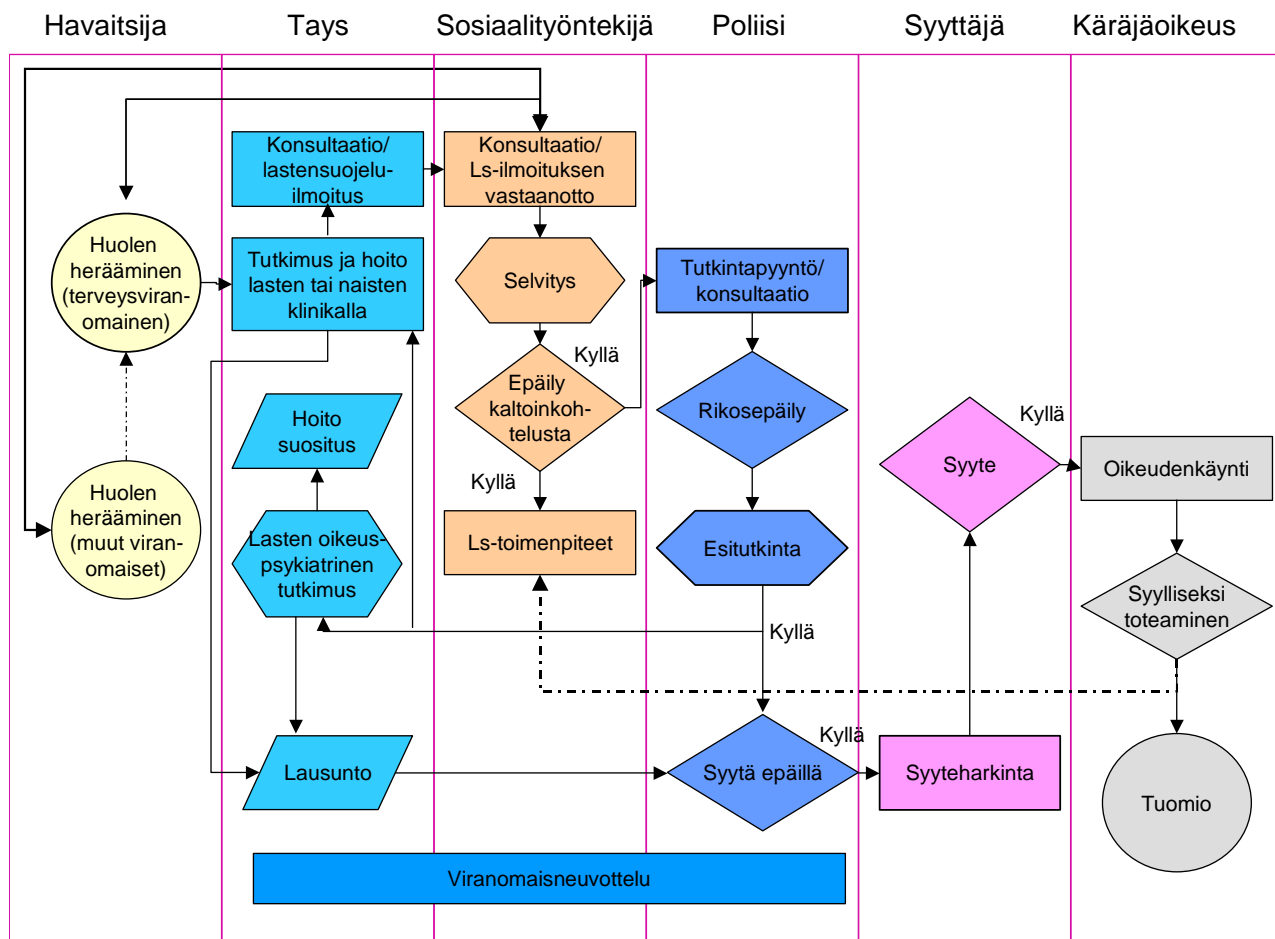 Havaitsija
Tays
Sosiaalityöntekijä
Poliisi
Syyttäjä
Käräjäoikeus
Huolen
herääminen
(terveysviran-
omainen)
Huolen
herääminen
(muut viran-
omaiset)
Konsultaatio/
lastensuojelu-
ilmoitus
Tutkimus ja hoito
lasten tai naisten
klinikalla
Hoito
suositus
Lasten oikeus-
psykiatrinen
tutkimus
Lausunto
Konsultaatio/
Ls-ilmoituksen
vastaanotto
Selvitys
Kyllä
Epäily
kaltoinkoh-
telusta
Kyllä
Ls-toimenpiteet
Tutkintapyyntö/
konsultaatio
Rikosepäily
Esitutkinta
Kyllä
Syytä epäillä
Kyllä
Syyteharkinta
Syyte
Kyllä
Oikeudenkäynti
Syylliseksi
toteaminen
Tuomio
Viranomaisneuvottelu